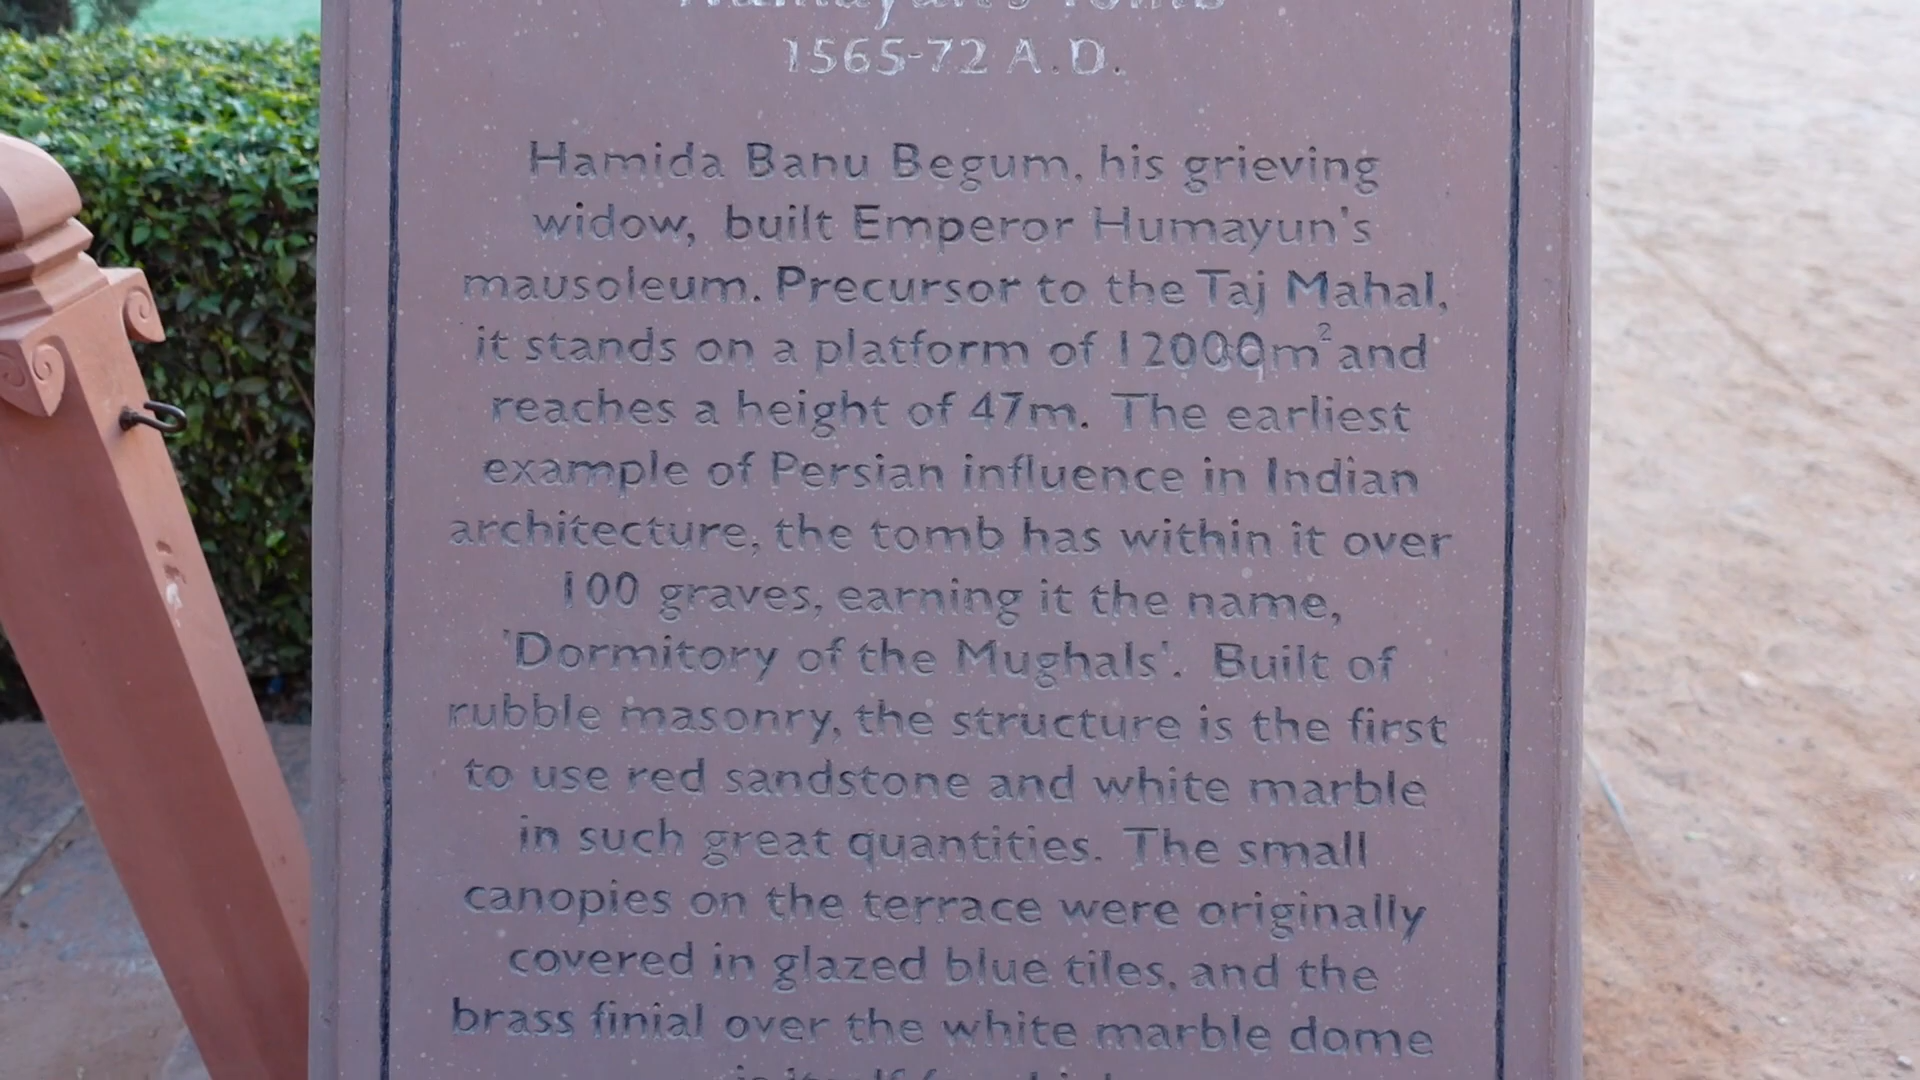 Humayun's Tomb
1565-72 A.D.
Hamida Banu Begum, his grieving
widow, built Emperor Humayun's
mausoleum. Precursor to the Taj Mahal,
it stands on a platform of 12000m² and
reaches a height of 47m. The earliest
example of Persian influence in Indian
architecture, the tomb has within it over
100 graves, earning it the name,
'Dormitory of the Mughals'. Built of
rubble masonry, the structure is the first
to use red sandstone and white marble
in such great quantities. The small
canopies on the terrace were originally
covered in glazed blue tiles, and the
brass finial over the white marble dome
is itself